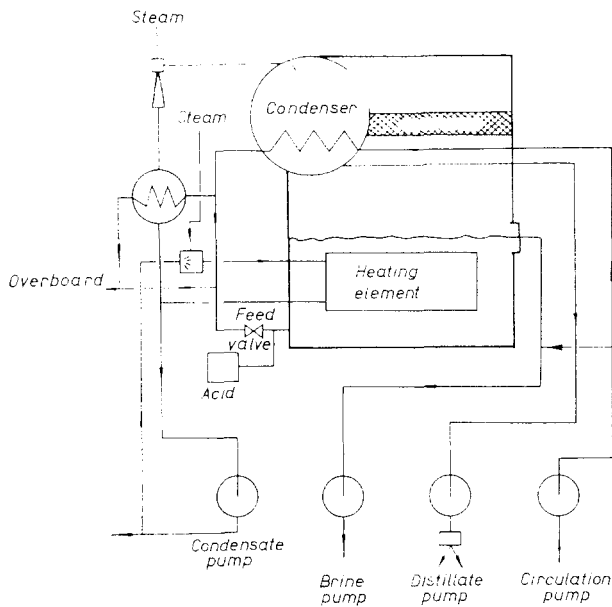 Steam
Condenser
Steam
Overboard
Heating
element
Feed
valve
Acid
Condensate
pump
Brine
pump
Distillate
pump
Circulation
pump